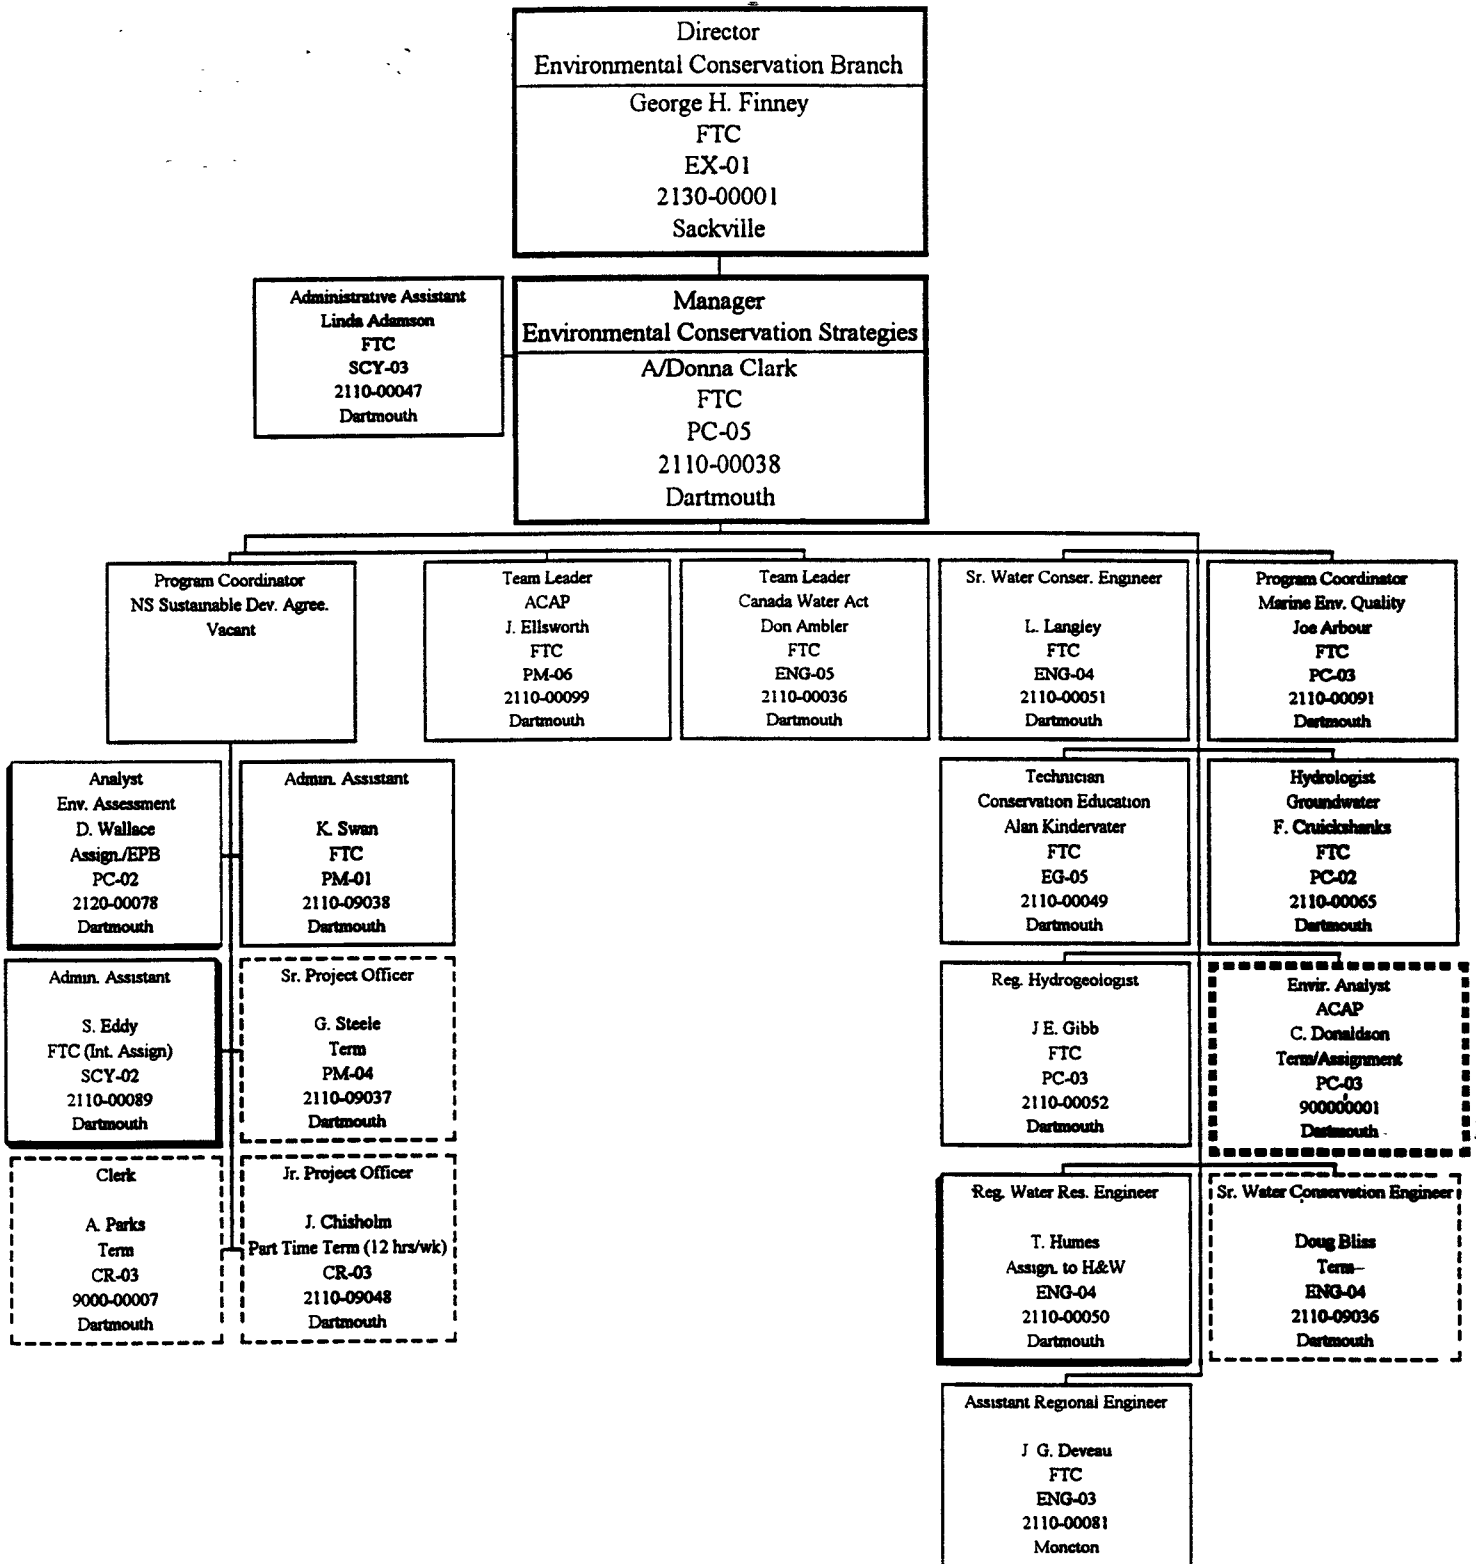 Director
Environmental Conservation Branch
George H. Finney
FTC
EX-01
2130-00001
Sackville
Administrative Assistant
Linda Adamson
FTC
SCY-03
2110-00047
Dartmouth
Manager
Environmental Conservation Strategies
A/Donna Clark
FTC
PC-05
2110-00038
Dartmouth
Program Coordinator
NS Sustainable Dev. Agree.
Vacant
Team Leader
ACAP
J. Ellsworth
FTC
PM-06
2110-00099
Dartmouth
Team Leader
Canada Water Act
Don Ambler
FTC
ENG-05
2110-00036
Dartmouth
Sr. Water Conser. Engineer
L. Langley
FTC
ENG-04
2110-00051
Dartmouth
Program Coordinator
Marine Env. Quality
Joe Arbour
FTC
PC-03
2110-00091
Dartmouth
Analyst
Env. Assessment
D. Wallace
Assign./EPB
PC-02
2120-00078
Dartmouth
Admin. Assistant
K. Swan
FTC
PM-01
2110-09038
Dartmouth
Technician
Conservation Education
Alan Kindervater
FTC
EG-05
2110-00049
Dartmouth
Hydrologist
Groundwater
F. Cruickshanks
FTC
PC-02
2110-00065
Dartmouth
Admin. Assistant
S. Eddy
FTC (Int. Assign)
SCY-02
2110-00089
Dartmouth
Sr. Project Officer
G. Steele
Term
PM-04
2110-09037
Dartmouth
Reg. Hydrogeologist
J E. Gibb
FTC
PC-03
2110-00052
Dartmouth
Envir. Analyst
ACAP
C. Donaldson
Term/Assignment
PC-03
900000001
Dartmouth
Clerk
A. Parks
Term
CR-03
9000-00007
Dartmouth
Jr. Project Officer
J. Chisholm
Part Time Term (12 hrs/wk)
CR-03
2110-09048
Dartmouth
Reg. Water Res. Engineer
T. Humes
Assign. to H&W
ENG-04
2110-00050
Dartmouth
Sr. Water Conservation Engineer
Doug Bliss
Term
ENG-04
2110-09036
Dartmouth
Assistant Regional Engineer
J G. Deveau
FTC
ENG-03
2110-00081
Moncton